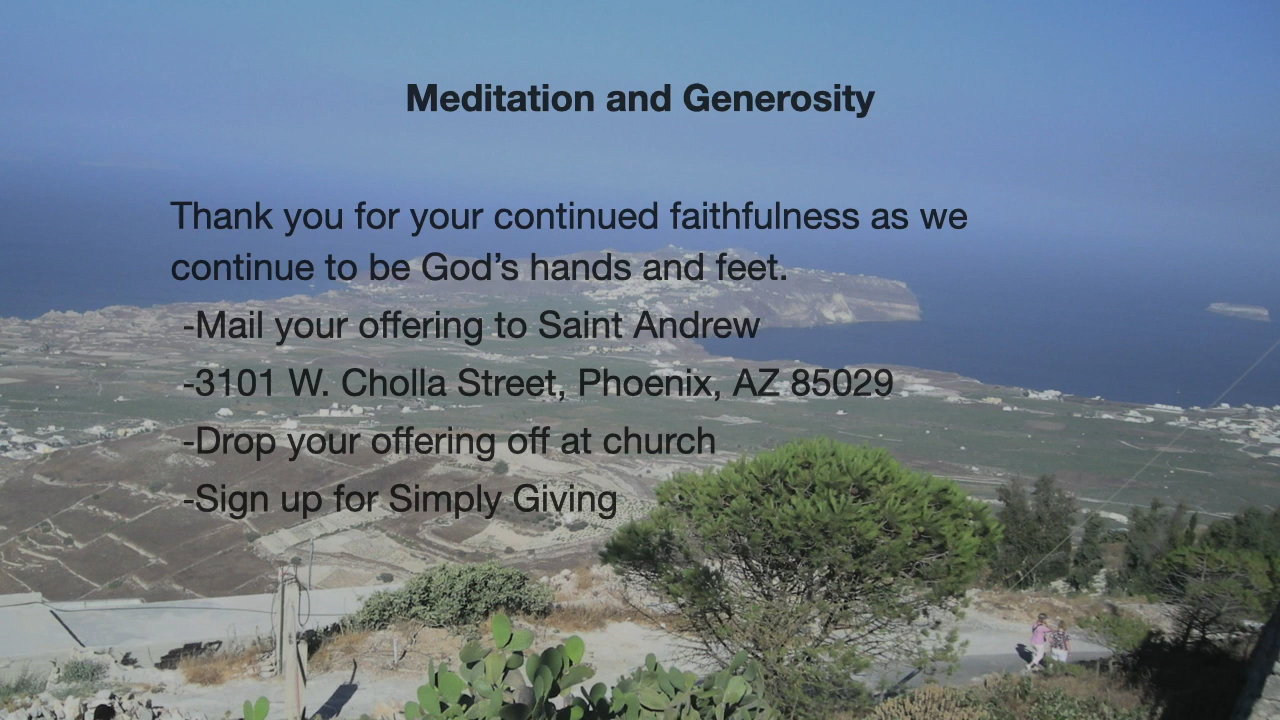 Meditation and Generosity
Thank you for your continued faithfulness as we
continue to be God’s hands and feet.
-Mail your offering to Saint Andrew
-3101 W. Cholla Street, Phoenix, AZ 85029
-Drop your offering off at church
-Sign up for Simply Giving